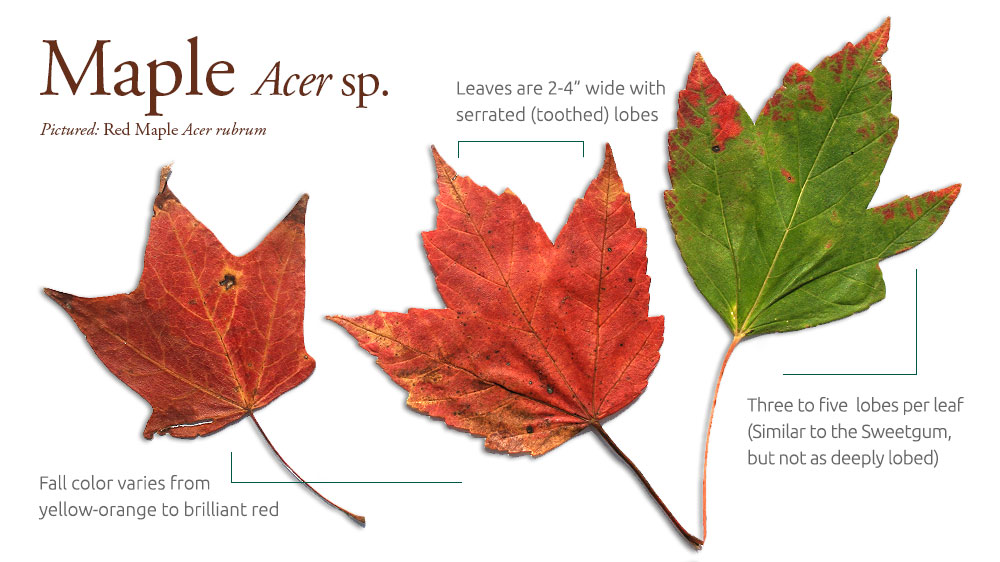 Maple Acer sp.
Pictured: Red Maple Acer rubrum
Leaves are 2-4” wide with
serrated (toothed) lobes
Three to five lobes per leaf
(Similar to the Sweetgum,
but not as deeply lobed)
Fall color varies from
yellow-orange to brilliant red